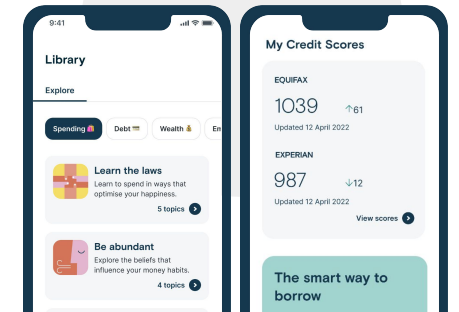 9:41
Library
Explore
Spending
Debt
Wealth
Learn the laws
Learn to spend in ways that
optimise your happiness.
5 topics
Be abundant
Explore the beliefs that
influence your money habits.
4 topics
My Credit Scores
EQUIFAX
1039 ↑61
Updated 12 April 2022
EXPERIAN
987 ↓12
Updated 12 April 2022
View scores
The smart way to
borrow